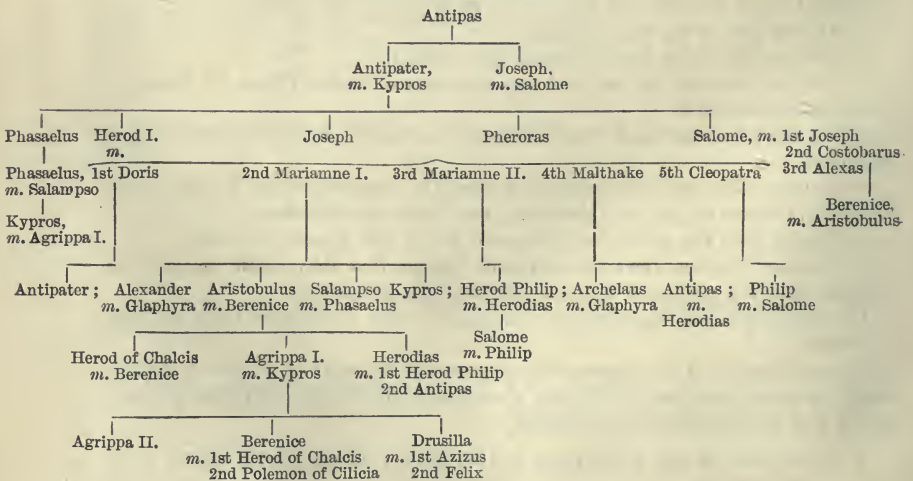 Antipas
Antipater, Joseph,
m. Kypros m. Salome
Phasaelus Herod I. Joseph Pheroras Salome, m. 1st Joseph
m. 2nd Costobarus
Phasaelus, 1st Doris 2nd Mariamne I. 3rd Mariamne II. 4th Malthake 5th Cleopatra 3rd Alexas
m. Salampso
Kypros, Berenice,
m. Agrippa I. m. Aristobulus
Antipater; Alexander Aristobulus Salampso Kypros; Herod Philip; Archelaus Antipas; Philip
m. Glaphyra m. Berenice m. Phasaelus m. Herodias m. Glaphyra m. m. Salome
Herodias
Salome
m. Philip
Herod of Chalcis Agrippa I. Herodias
m. Berenice m. Kypros m. 1st Herod Philip
2nd Antipas
Agrippa II. Berenice Drusilla
m. 1st Herod of Chalcis m. 1st Azizus
2nd Polemon of Cilicia 2nd Felix